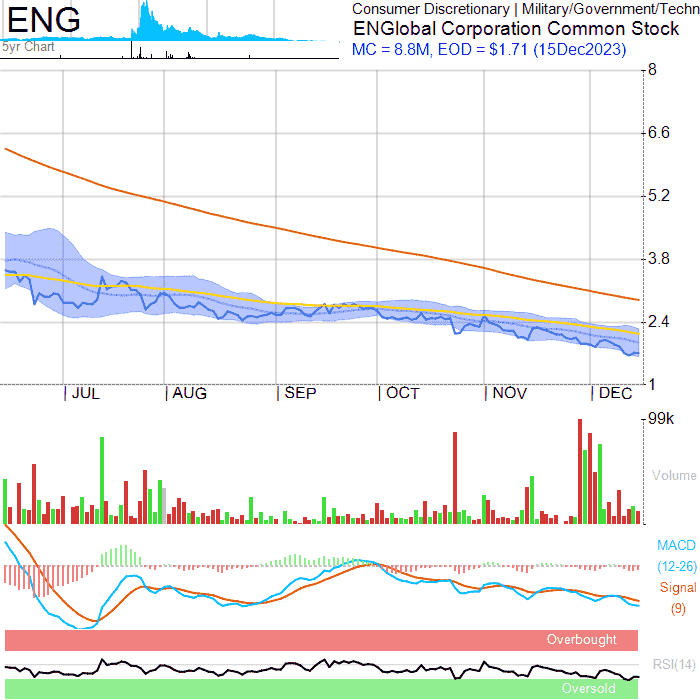 ENG
5yr Chart
Consumer Discretionary | Military/Government/Techn
ENGlobal Corporation Common Stock
MC = 8.8M, EOD = $1.71 (15Dec2023)
8
6.6
5.2
3.8
2.4
1
JUL AUG SEP OCT NOV DEC
99k
Volume
MACD
(12-26)
Signal
(9)
Overbought
RSI(14)
Oversold